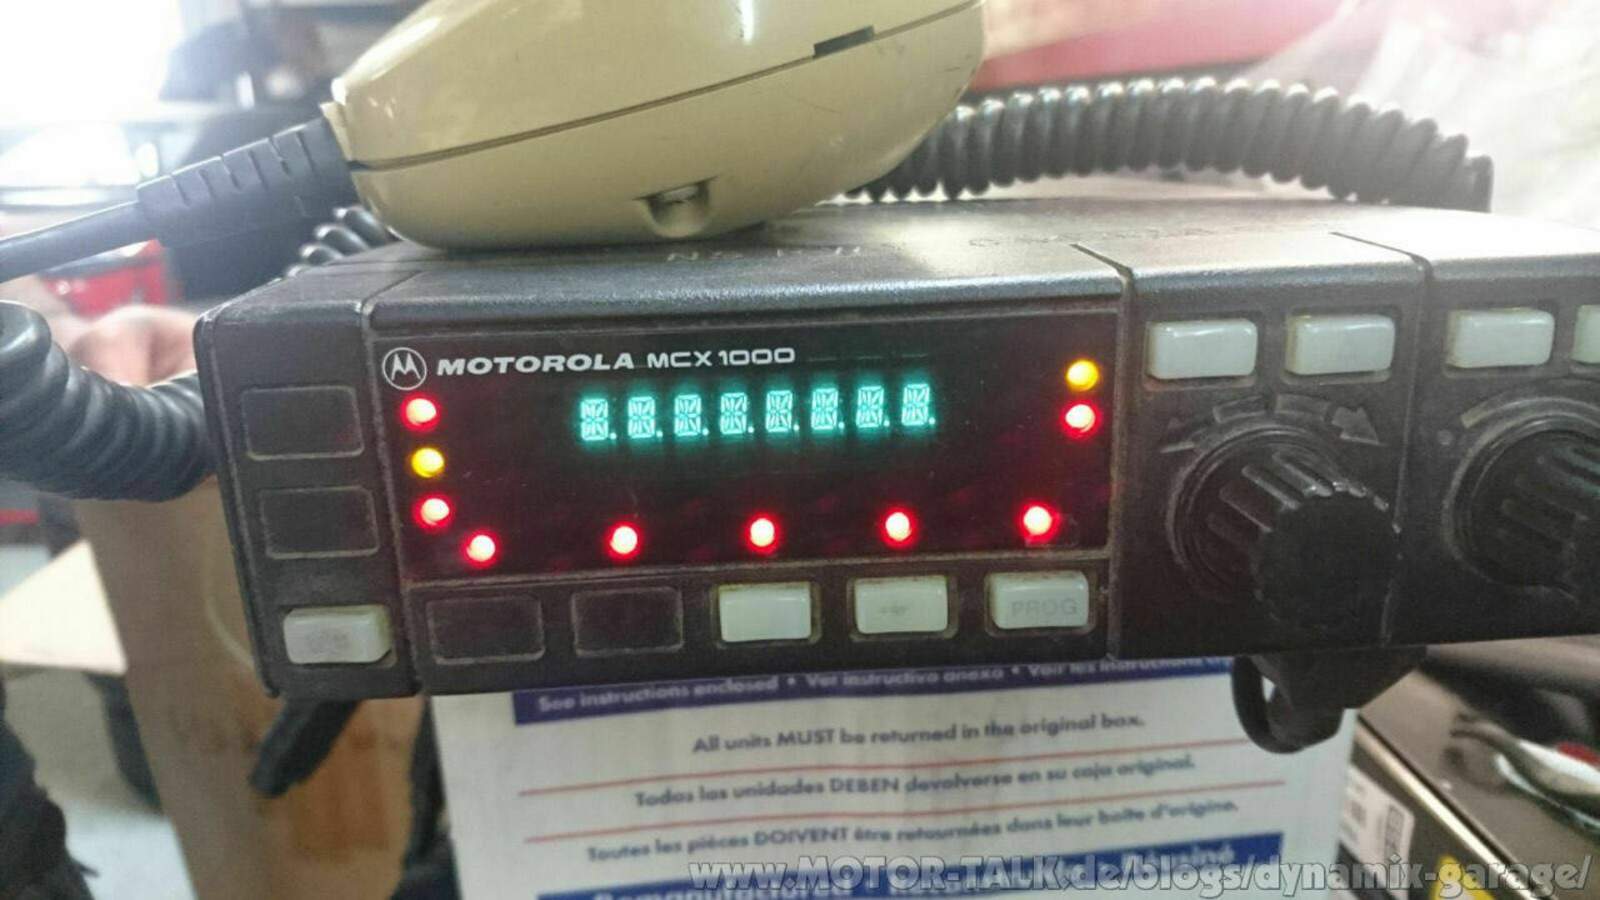 MOTOROLA MCX1000
PROG
See instructions enclosed • Ver instructivo anexo • Voir les instructions
All units MUST be returned in the original box.
Todas las unidades DEBEN devolverse en su caja original.
Toutes les pièces DOIVENT être retournées dans leur boîte d'origine.
www.MOTOR-TALK.de/blogs/dynamix-garage/